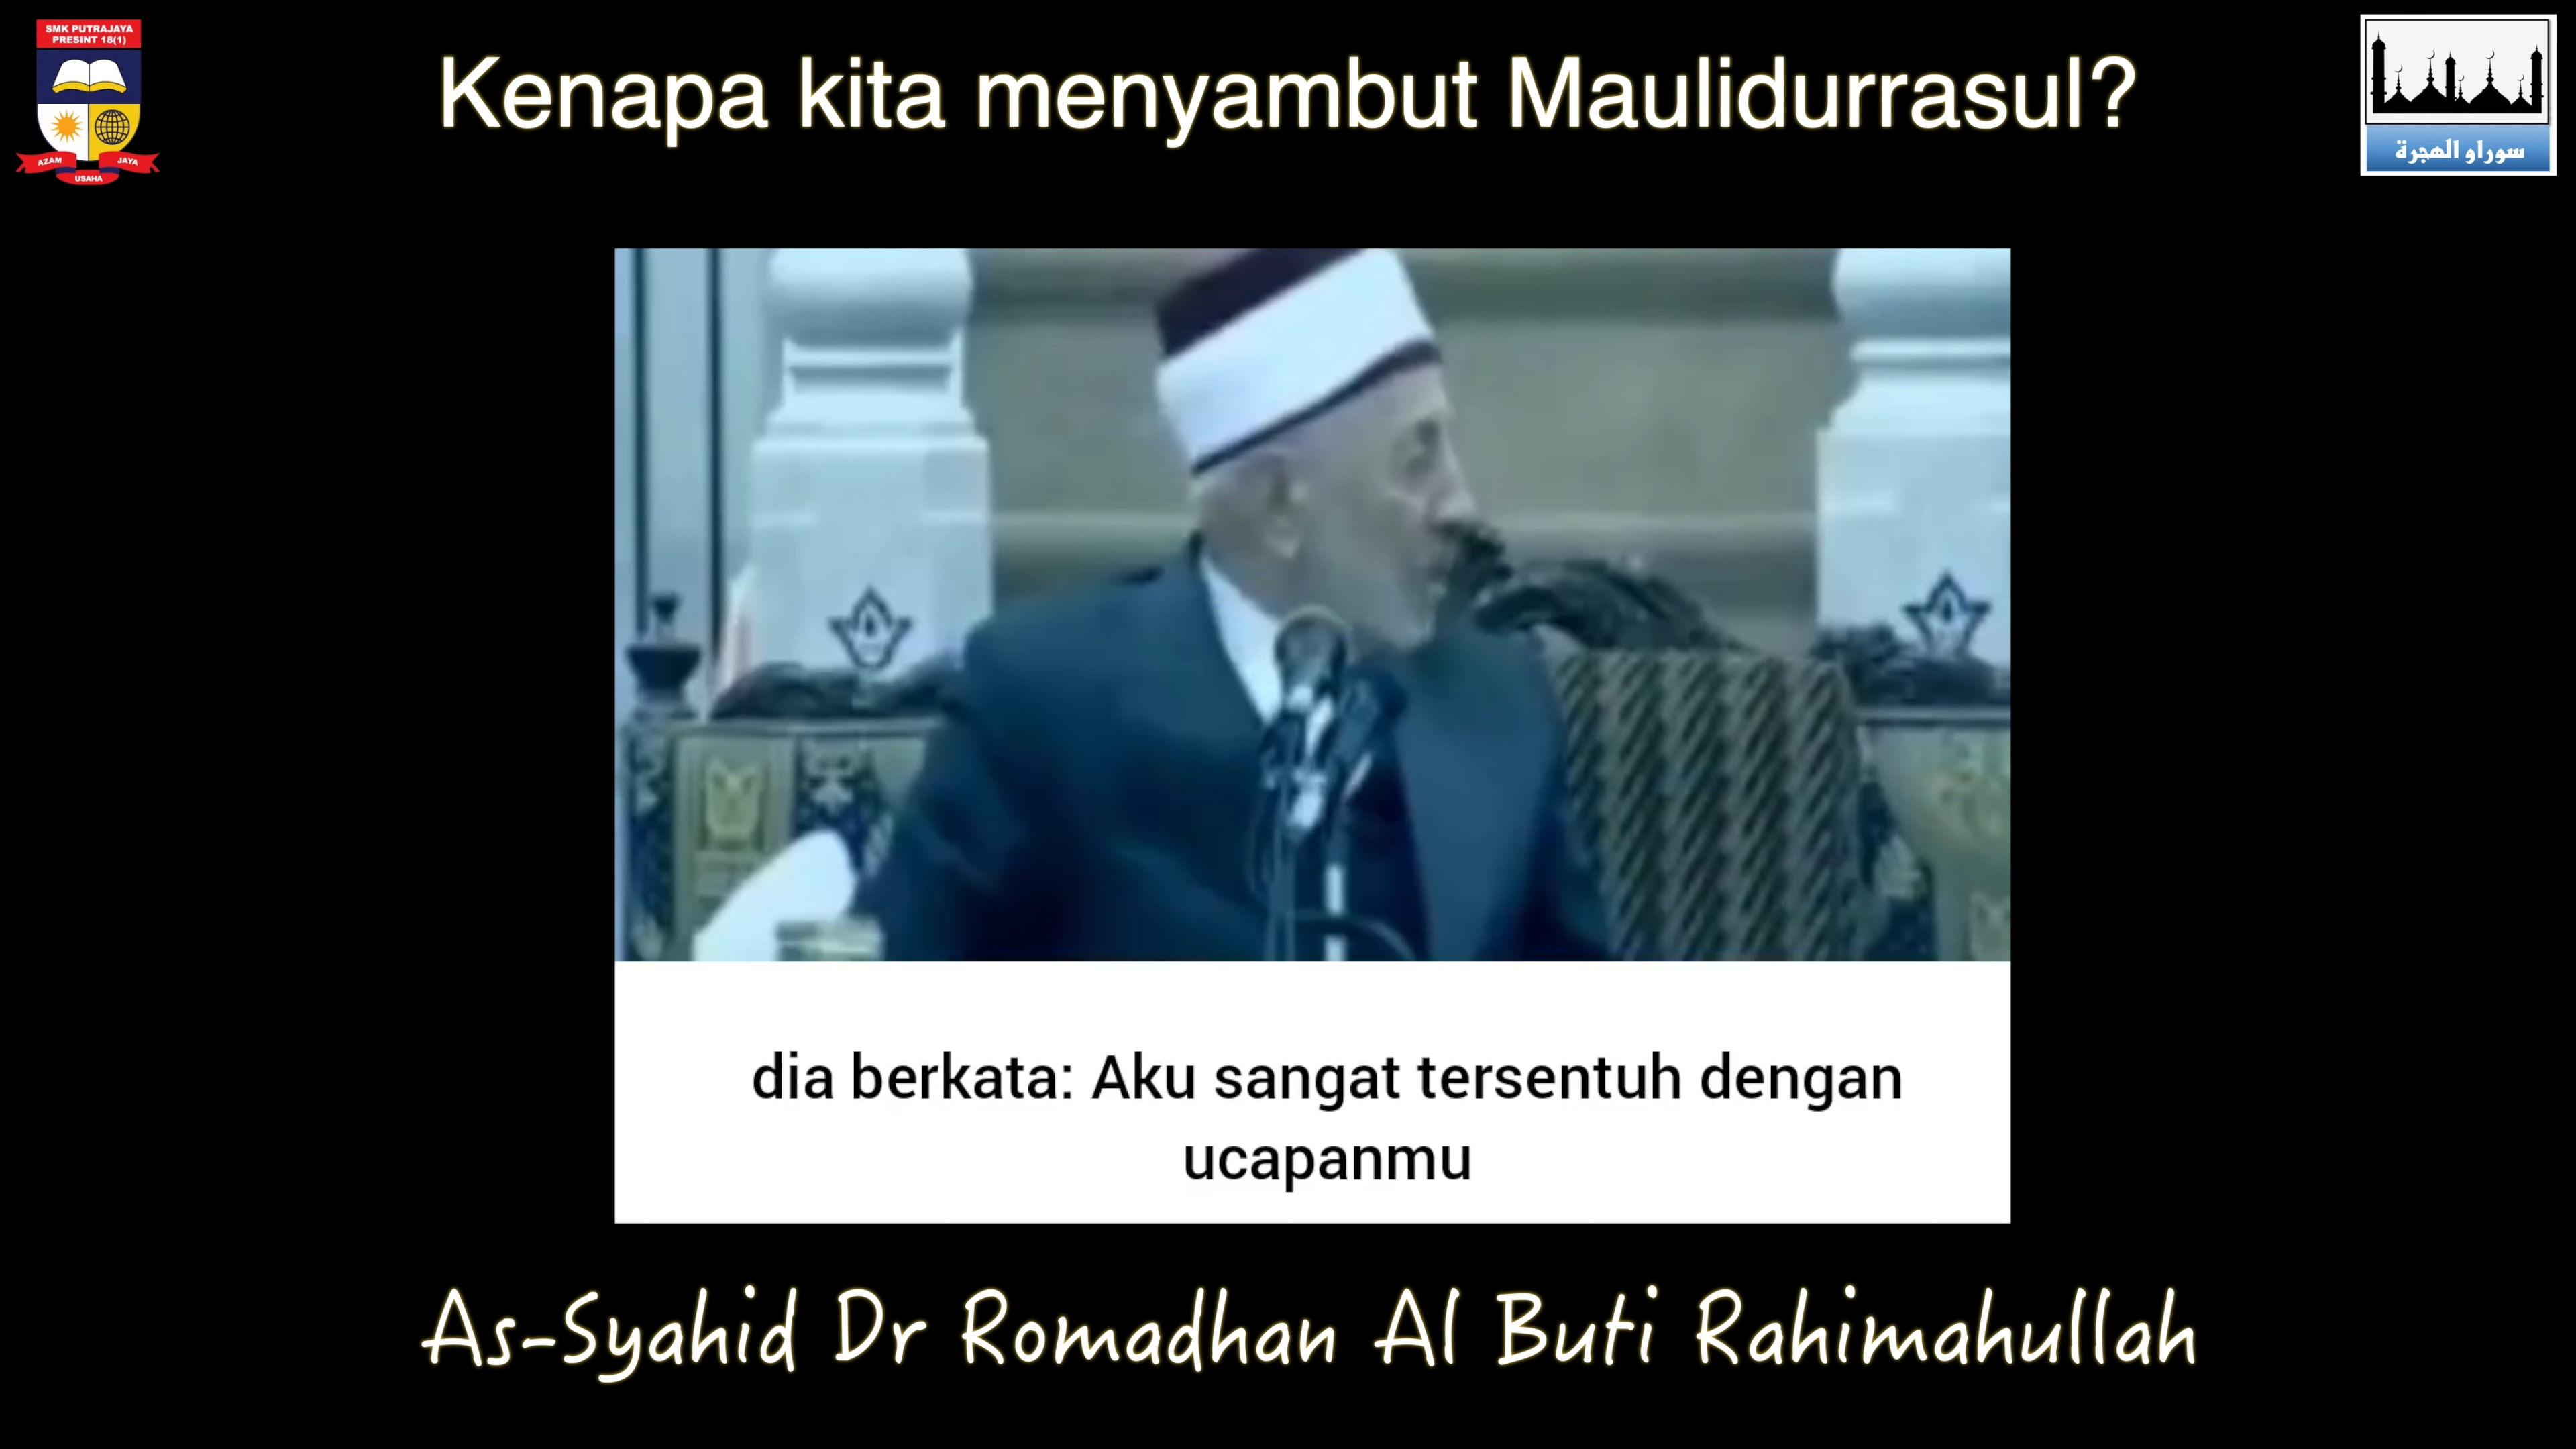 SMK PUTRAJAYA
PRESINT 18(1)
AZAM
JAYA
USAHA
Kenapa kita menyambut Maulidurrasul?
سوراو الهجرة
dia berkata: Aku sangat tersentuh dengan
ucapanmu
As-Syahid Dr Romadhan Al Buti Rahimahullah